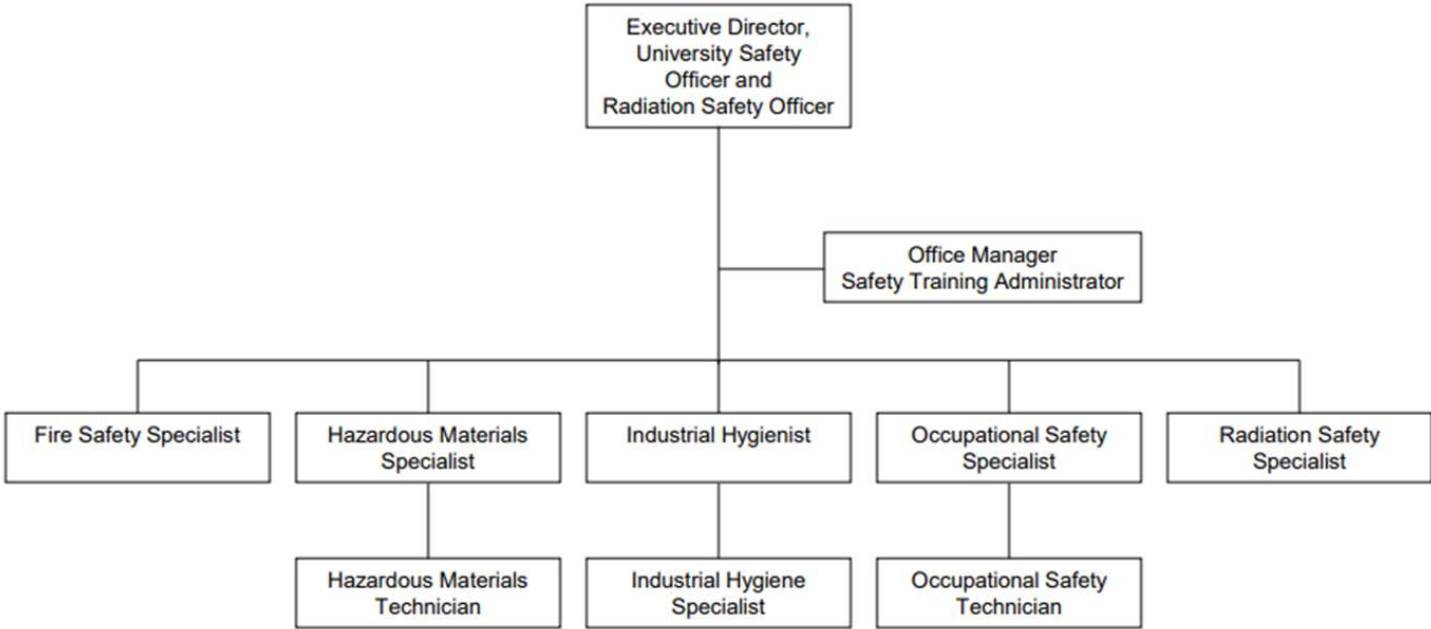 Executive Director,
University Safety
Officer and
Radiation Safety Officer
Office Manager
Safety Training Administrator
Fire Safety Specialist
Hazardous Materials
Specialist
Industrial Hygienist
Occupational Safety
Specialist
Radiation Safety
Specialist
Hazardous Materials
Technician
Industrial Hygiene
Specialist
Occupational Safety
Technician